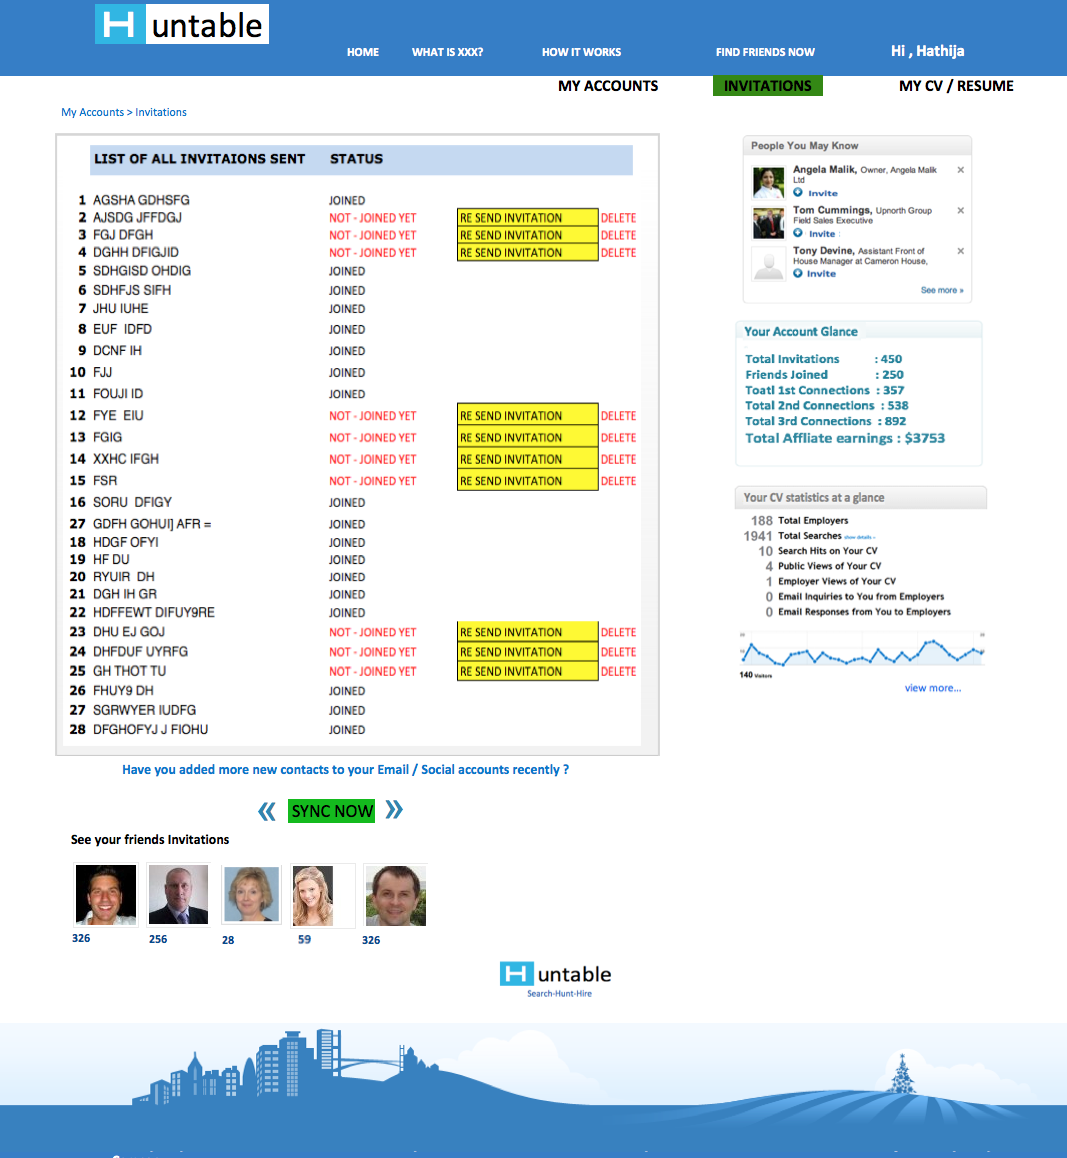 Huntable
HOME WHAT IS XXX? HOW IT WORKS FIND FRIENDS NOW Hi , Hathija
MY ACCOUNTS INVITATIONS MY CV / RESUME
My Accounts > Invitations
LIST OF ALL INVITAIONS SENT STATUS
1 AGSHA GDHSFG JOINED
2 AJSDG JFFDGJ NOT - JOINED YET RE SEND INVITATION DELETE
3 FGJ DFGH NOT - JOINED YET RE SEND INVITATION DELETE
4 DGHH DFIGJID NOT - JOINED YET RE SEND INVITATION DELETE
5 SDHGISD OHDIG JOINED
6 SDHFJS SIFH JOINED
7 JHU IUHE JOINED
8 EUF IDFD JOINED
9 DCNF IH JOINED
10 FJJ JOINED
11 FOUJI ID JOINED
12 FYE EIU NOT - JOINED YET RE SEND INVITATION DELETE
13 FGIG NOT - JOINED YET RE SEND INVITATION DELETE
14 XXHC IFGH NOT - JOINED YET RE SEND INVITATION DELETE
15 FSR NOT - JOINED YET RE SEND INVITATION DELETE
16 SORU DFIGY JOINED
27 GDFH GOHUI] AFR = JOINED
18 HDGF OFYI JOINED
19 HF DU JOINED
20 RYUIR DH JOINED
21 DGH IH GR JOINED
22 HDFFEWT DIFUY9RE JOINED
23 DHU EJ GOJ NOT - JOINED YET RE SEND INVITATION DELETE
24 DHFDUF UYRFG NOT - JOINED YET RE SEND INVITATION DELETE
25 GH THOT TU NOT - JOINED YET RE SEND INVITATION DELETE
26 FHUY9 DH JOINED
27 SGRWYER IUDFG JOINED
28 DFGHOFYJ J FIOHU JOINED
Have you added more new contacts to your Email / Social accounts recently ?
« SYNC NOW »
See your friends Invitations
326 256 28 59 326
People You May Know
Angela Malik, Owner, Angela Malik
Ltd
Invite
Tom Cummings, Upnorth Group
Field Sales Executive
Invite
Tony Devine, Assistant Front of
House Manager at Cameron House,
Invite
See more »
Your Account Glance
Total Invitations : 450
Friends Joined : 250
Toatl 1st Connections : 357
Total 2nd Connections : 538
Total 3rd Connections : 892
Total Affliate earnings : $3753
Your CV statistics at a glance
188 Total Employers
1941 Total Searches show details »
10 Search Hits on Your CV
4 Public Views of Your CV
1 Employer Views of Your CV
0 Email Inquiries to You from Employers
0 Email Responses from You to Employers
140 Visitors
view more...
Huntable
Search-Hunt-Hire